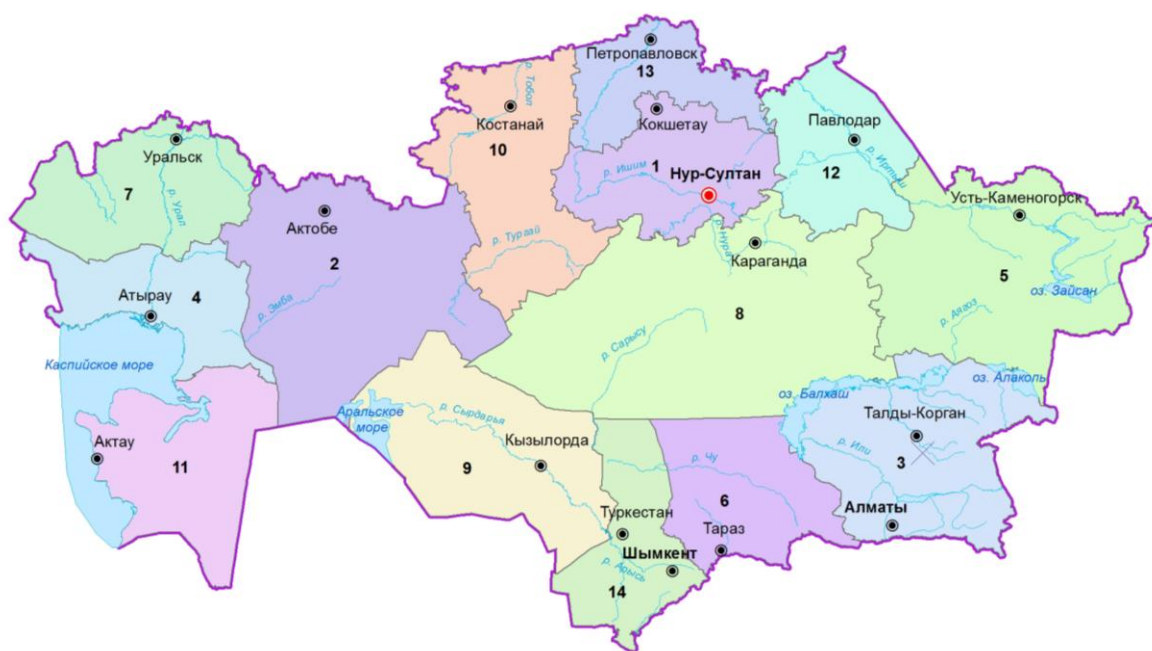 Петропавловск
13
р. Тобол
Костанай
10
Кокшетау
Павлодар
Уральск
7
р. Урал
р. Ишим
1
Нур-Султан
12
р. Иртыш
Усть-Каменогорск
Актобе
2
р. Тургай
р. Нура
Караганда
5
оз. Зайсан
Атырау
4
р. Эмба
8
р. Аягоз
р. Сарысу
Каспийское море
оз. Балхаш
оз. Алаколь
Аральское
море
р. Сырдарья
Талды-Корган
Актау
11
Кызылорда
9
р. Чу
р. Или
3
6
Туркестан
Алматы
Тараз
Шымкент
р. Арысь
14